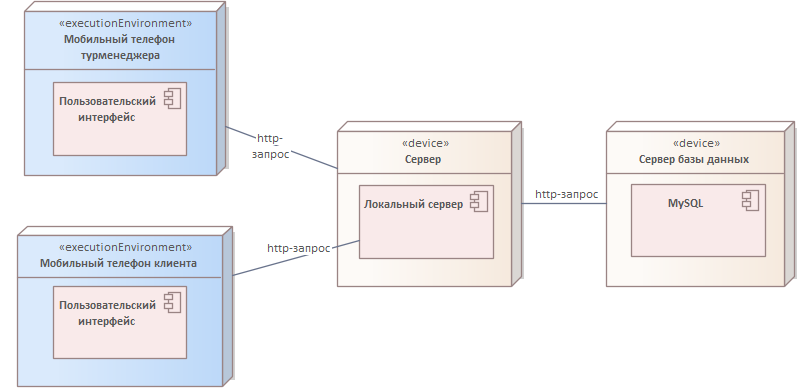 «executionEnvironment»
Мобильный телефон
турменеджера
Пользовательский
интерфейс
http-
запрос
«device»
Сервер
Локальный сервер
http-запрос
«device»
Сервер базы данных
MySQL
«executionEnvironment»
Мобильный телефон клиента
Пользовательский
интерфейс
http-запрос